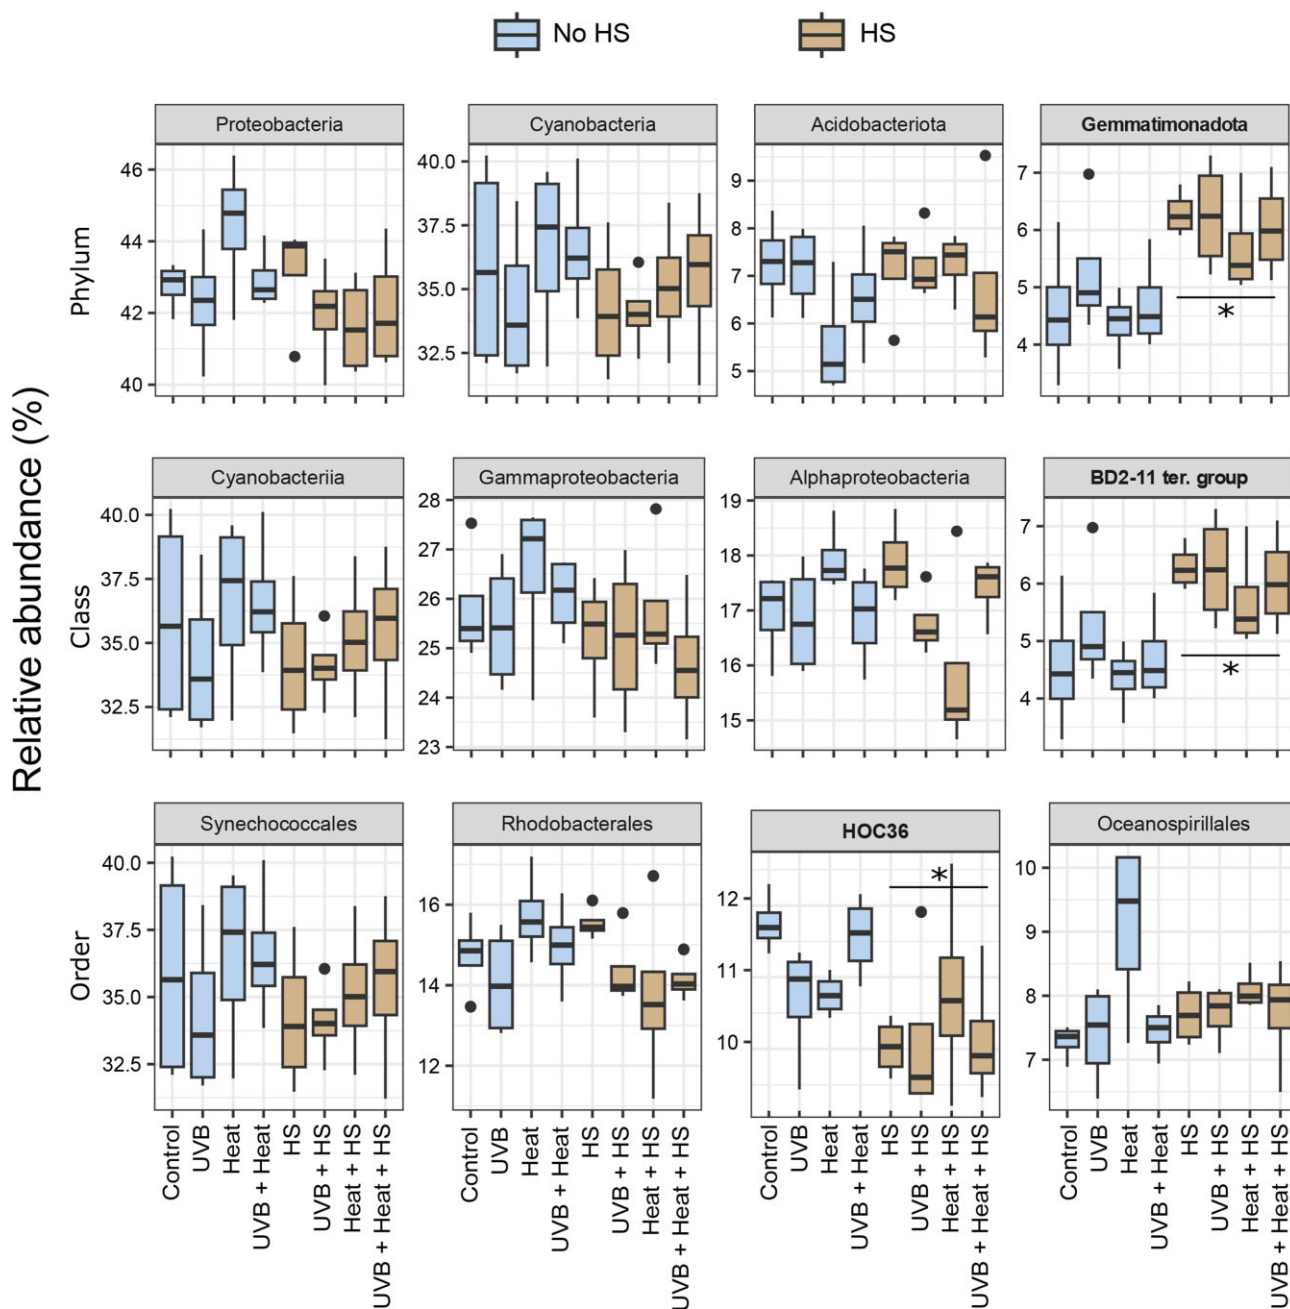 No HS HS
Relative abundance (%)
Phylum
Proteobacteria
46
44
42
40
Cyanobacteria
40.0
37.5
35.0
32.5
Acidobacteriota
9
8
7
6
5
Gemmatimonadota
7
6
5
4
*
Class
Cyanobacteriia
40.0
37.5
35.0
32.5
Gammaproteobacteria
28
27
26
25
24
23
Alphaproteobacteria
19
18
17
16
15
BD2-11 ter. group
7
6
5
4
*
Order
Synechococcales
40.0
37.5
35.0
32.5
Rhodobacterales
16
14
12
HOC36
12
11
10
*
Oceanospirillales
10
9
8
7
Control
UVB
Heat
UVB + Heat
HS
UVB + HS
Heat + HS
UVB + Heat + HS
Control
UVB
Heat
UVB + Heat
HS
UVB + HS
Heat + HS
UVB + Heat + HS
Control
UVB
Heat
UVB + Heat
HS
UVB + HS
Heat + HS
UVB + Heat + HS
Control
UVB
Heat
UVB + Heat
HS
UVB + HS
Heat + HS
UVB + Heat + HS